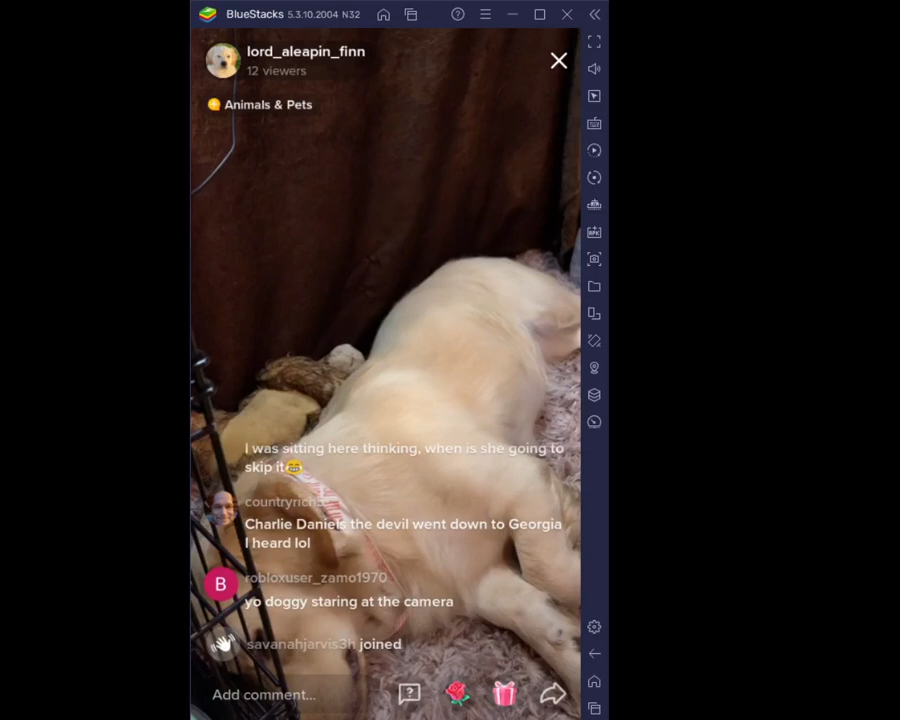 BlueStacks 5.3.10.2004 N32
lord_aleapin_finn
12 viewers
Animals & Pets
I was sitting here thinking, when is she going to
skip it😂
Charlie Daniels the devil went down to Georgia
I heard lol
B
robloxuser_zamo1970
yo doggy staring at the camera
savanahjarvis3h joined
Add comment...